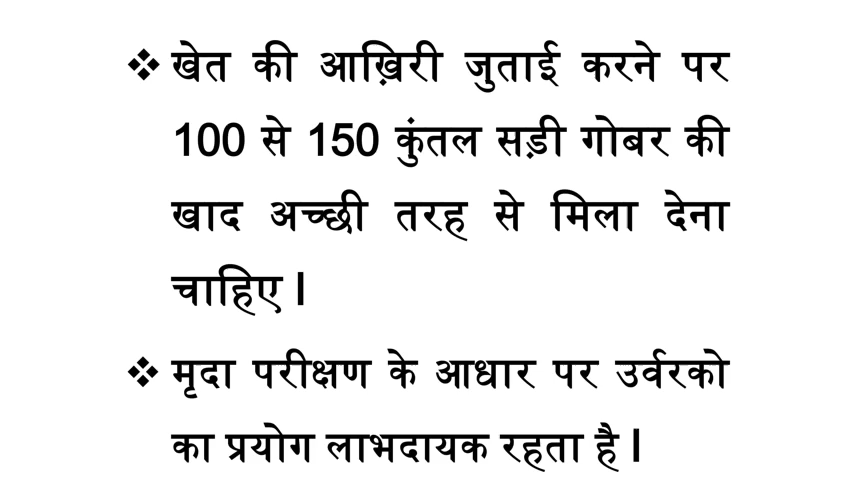 ❖ खेत की आख़िरी जुताई करने पर
100 से 150 कुंतल सड़ी गोबर की
खाद अच्छी तरह से मिला देना
चाहिए l
❖ मृदा परीक्षण के आधार पर उर्वरको
का प्रयोग लाभदायक रहता है l